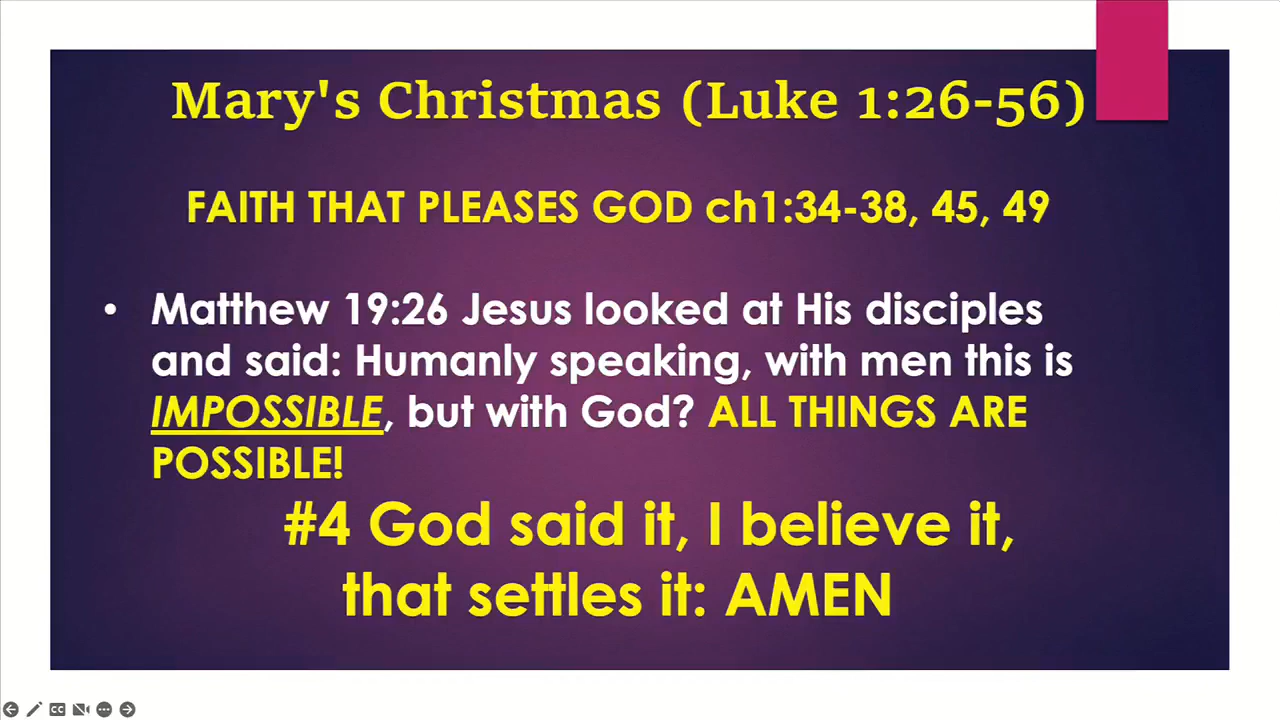 Mary's Christmas (Luke 1:26-56)
FAITH THAT PLEASES GOD ch1:34-38, 45, 49
• Matthew 19:26 Jesus looked at His disciples
and said: Humanly speaking, with men this is
IMPOSSIBLE, but with God? ALL THINGS ARE
POSSIBLE!
#4 God said it, I believe it,
that settles it: AMEN
CC